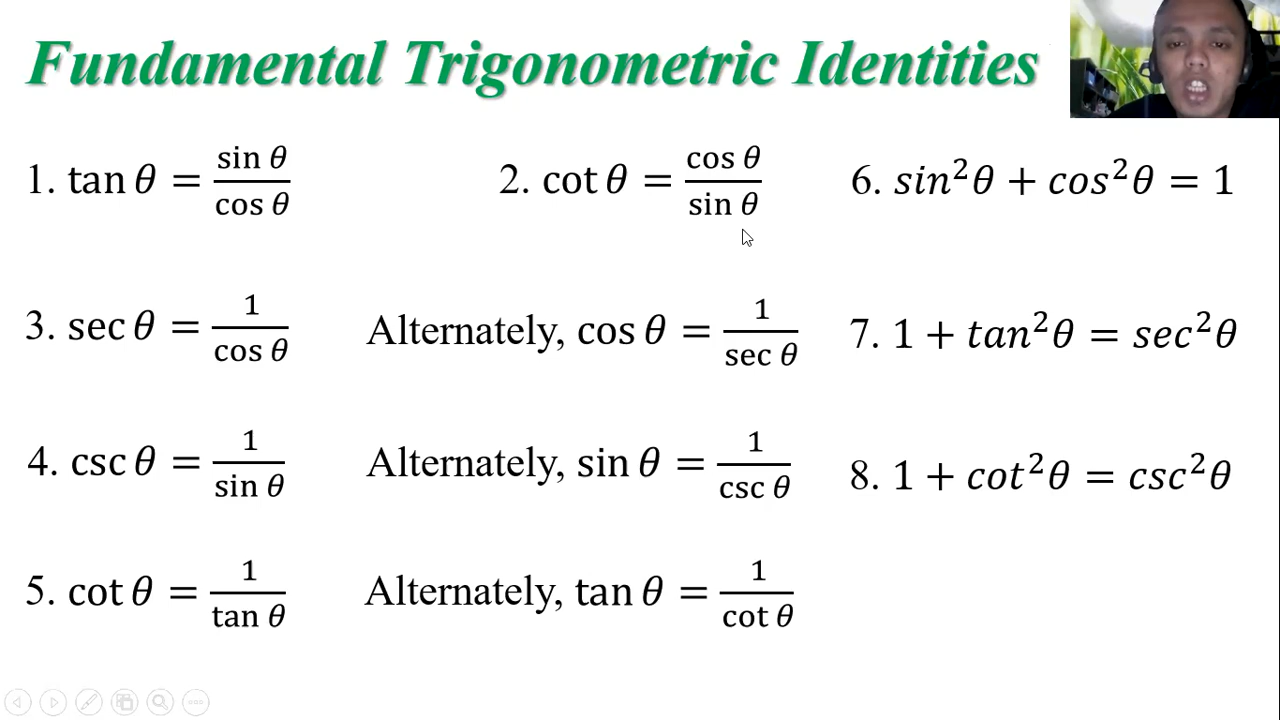 Fundamental Trigonometric Identities
1. tan θ = sin θ / cos θ
2. cot θ = cos θ / sin θ
6. sin²θ + cos²θ = 1
3. sec θ = 1 / cos θ
Alternately, cos θ = 1 / sec θ
7. 1 + tan²θ = sec²θ
4. csc θ = 1 / sin θ
Alternately, sin θ = 1 / csc θ
8. 1 + cot²θ = csc²θ
5. cot θ = 1 / tan θ
Alternately, tan θ = 1 / cot θ